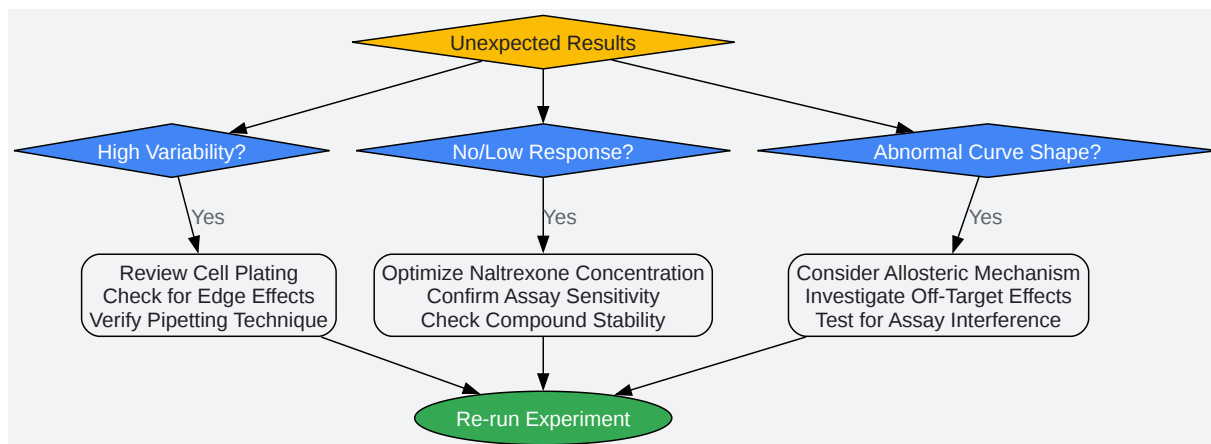 Unexpected Results
High Variability?
No/Low Response?
Abnormal Curve Shape?
Yes
Yes
Yes
Review Cell Plating
Check for Edge Effects
Verify Pipetting Technique
Optimize Naltrexone Concentration
Confirm Assay Sensitivity
Check Compound Stability
Consider Allosteric Mechanism
Investigate Off-Target Effects
Test for Assay Interference
Re-run Experiment